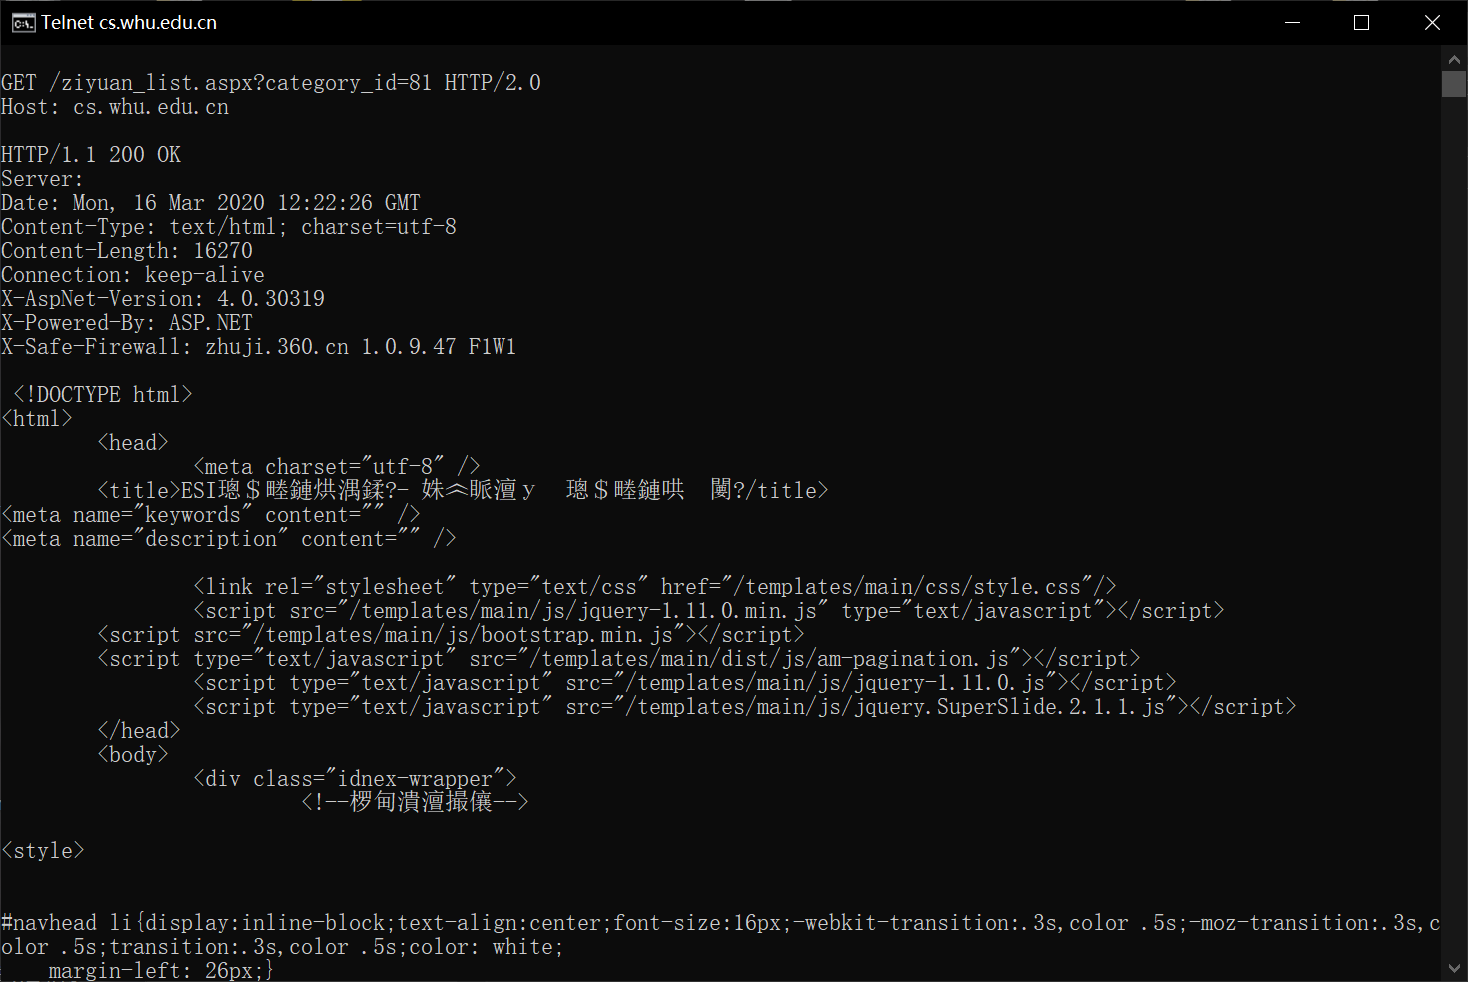 Telnet cs.whu.edu.cn
GET /ziyuan_list.aspx?category_id=81 HTTP/2.0
Host: cs.whu.edu.cn
HTTP/1.1 200 OK
Server:
Date: Mon, 16 Mar 2020 12:22:26 GMT
Content-Type: text/html; charset=utf-8
Content-Length: 16270
Connection: keep-alive
X-AspNet-Version: 4.0.30319
X-Powered-By: ASP.NET
X-Safe-Firewall: zhuji.360.cn 1.0.9.47 F1W1
<!DOCTYPE html>
<html>
<head>
<meta charset="utf-8" />
<title>ESI璁＄畻鏈烘湡鍒?- 姝︽眽澶ｙ 璁＄畻鏈哄 闄?/title>
<meta name="keywords" content="" />
<meta name="description" content="" />
<link rel="stylesheet" type="text/css" href="/templates/main/css/style.css"/>
<script src="/templates/main/js/jquery-1.11.0.min.js" type="text/javascript"></script>
<script src="/templates/main/js/bootstrap.min.js"></script>
<script type="text/javascript" src="/templates/main/dist/js/am-pagination.js"></script>
<script type="text/javascript" src="/templates/main/js/jquery-1.11.0.js"></script>
<script type="text/javascript" src="/templates/main/js/jquery.SuperSlide.2.1.1.js"></script>
</head>
<body>
<div class="idnex-wrapper">
<!--椤甸潰澶撮儴-->
<style>
#navhead li{display:inline-block;text-align:center;font-size:16px;-webkit-transition:.3s,color .5s;-moz-transition:.3s,c
olor .5s;transition:.3s,color .5s;color: white;
margin-left: 26px;}